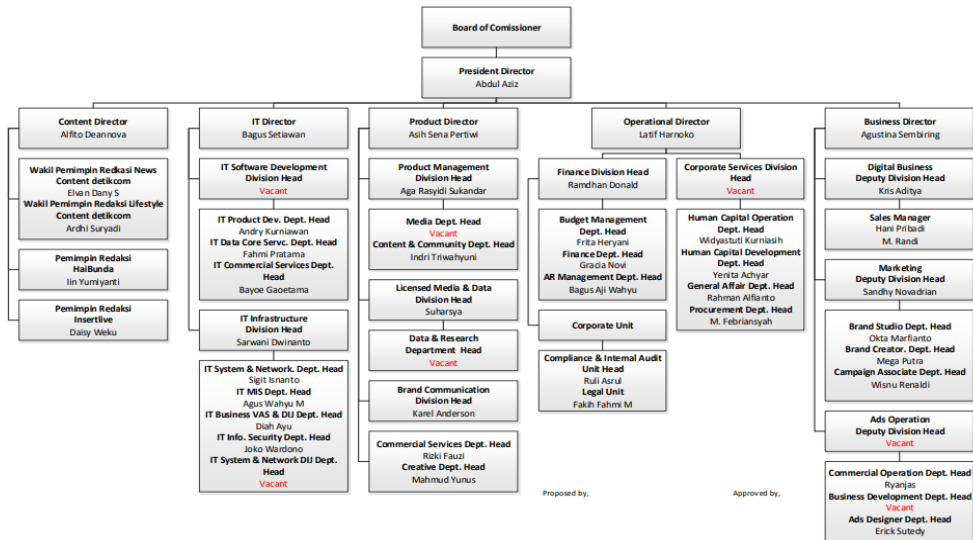 Board of Comissioner
President Director
Abdul Aziz
Content Director
Alfito Deannova
Wakil Pemimpin Redkasi News
Content detikcom
Elvan Dany S
Wakil Pemimpin Redaksi Lifestyle
Content detikcom
Ardhi Suryadi
Pemimpin Redaksi
HaiBunda
Iin Yumiyanti
Pemimpin Redaksi
Insertlive
Daisy Weku
IT Director
Bagus Setiawan
IT Software Development
Division Head
Vacant
IT Product Dev. Dept. Head
Andry Kurniawan
IT Data Core Servc. Dept. Head
Fahmi Pratama
IT Commercial Services Dept.
Head
Bayoe Gaoetama
IT Infrastructure
Division Head
Sarwani Dwinanto
IT System & Network. Dept. Head
Sigit Isnanto
IT MIS Dept. Head
Agus Wahyu M
IT Business VAS & DIJ Dept. Head
Diah Ayu
IT Info. Security Dept. Head
Joko Wardono
IT System & Network DIJ Dept.
Head
Vacant
Product Director
Asih Sena Pertiwi
Product Management
Division Head
Aga Rasyidi Sukandar
Media Dept. Head
Vacant
Content & Community Dept. Head
Indri Triwahyuni
Licensed Media & Data
Division Head
Suharsya
Data & Research
Department Head
Vacant
Brand Communication
Division Head
Karel Anderson
Commercial Services Dept. Head
Rizki Fauzi
Creative Dept. Head
Mahmud Yunus
Operational Director
Latif Harnoko
Finance Division Head
Ramdhan Donald
Budget Management
Dept. Head
Frita Heryani
Finance Dept. Head
Gracia Novi
AR Management Dept. Head
Bagus Aji Wahyu
Corporate Unit
Compliance & Internal Audit
Unit Head
Ruli Asrul
Legal Unit
Fakih Fahmi M
Corporate Services Division
Head
Vacant
Human Capital Operation
Dept. Head
Widyastuti Kurniasih
Human Capital Development
Dept. Head
Yenita Achyar
General Affair Dept. Head
Rahman Alfianto
Procurement Dept. Head
M. Febriansyah
Business Director
Agustina Sembiring
Digital Business
Deputy Division Head
Kris Aditya
Sales Manager
Hani Pribadi
M. Randi
Marketing
Deputy Division Head
Sandhy Novadrian
Brand Studio Dept. Head
Okta Marfianto
Brand Creator. Dept. Head
Mega Putra
Campaign Associate Dept. Head
Wisnu Renaldi
Ads Operation
Deputy Division Head
Vacant
Commercial Operation Dept. Head
Ryanjas
Business Development Dept. Head
Vacant
Ads Designer Dept. Head
Erick Sutedy
Proposed by,
Approved by,